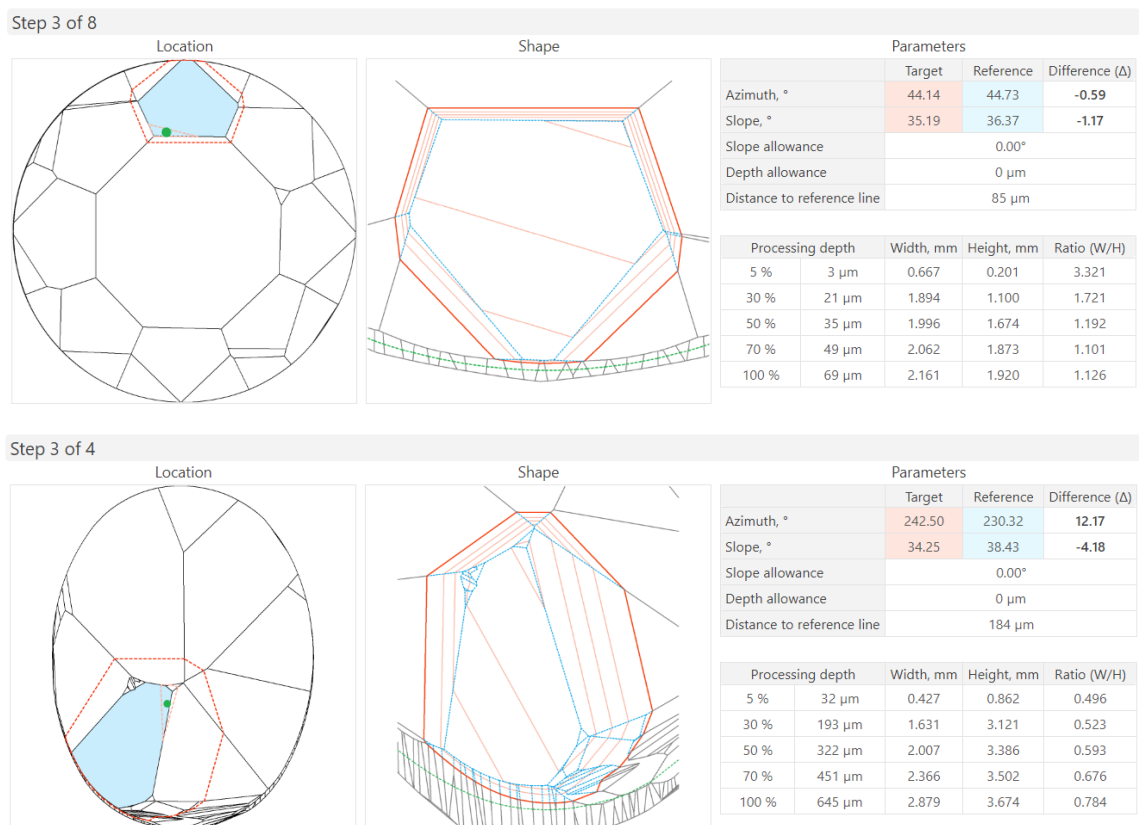 Step 3 of 8
Location Shape Parameters
Target Reference Difference (Δ)
Azimuth, ° 44.14 44.73 -0.59
Slope, ° 35.19 36.37 -1.17
Slope allowance 0.00°
Depth allowance 0 µm
Distance to reference line 85 µm
Processing depth Width, mm Height, mm Ratio (W/H)
5 % 3 µm 0.667 0.201 3.321
30 % 21 µm 1.894 1.100 1.721
50 % 35 µm 1.996 1.674 1.192
70 % 49 µm 2.062 1.873 1.101
100 % 69 µm 2.161 1.920 1.126
Step 3 of 4
Location Shape Parameters
Target Reference Difference (Δ)
Azimuth, ° 242.50 230.32 12.17
Slope, ° 34.25 38.43 -4.18
Slope allowance 0.00°
Depth allowance 0 µm
Distance to reference line 184 µm
Processing depth Width, mm Height, mm Ratio (W/H)
5 % 32 µm 0.427 0.862 0.496
30 % 193 µm 1.631 3.121 0.523
50 % 322 µm 2.007 3.386 0.593
70 % 451 µm 2.366 3.502 0.676
100 % 645 µm 2.879 3.674 0.784